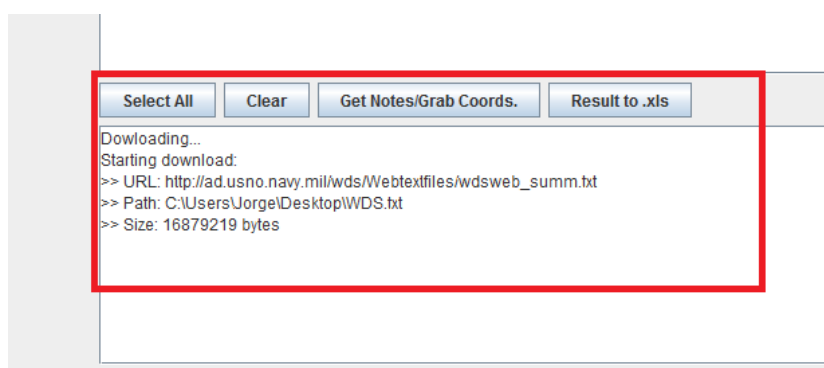 Select All Clear Get Notes/Grab Coords. Result to .xls
Dowloading...
Starting download:
>> URL: http://ad.usno.navy.mil/wds/Webtextfiles/wdsweb_summ.txt
>> Path: C:\Users\Jorge\Desktop\WDS.txt
>> Size: 16879219 bytes